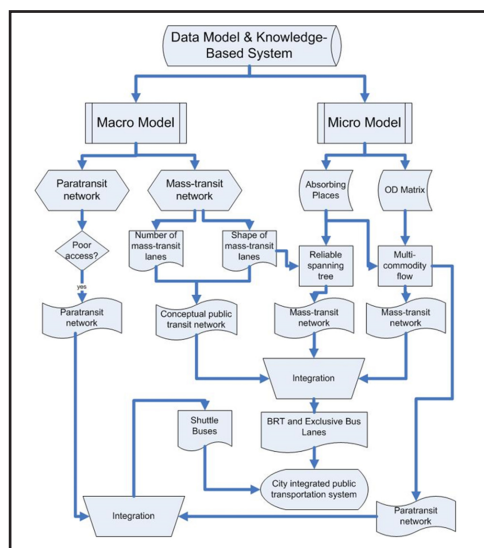 Data Model & Knowledge-
Based System
Macro Model
Micro Model
Paratransit
network
Mass-transit
network
Absorbing
Places
OD Matrix
Poor
access?
Number of
mass-transit
lanes
Shape of
mass-transit
lanes
Reliable
spanning
tree
Multi-
commodity
flow
yes
Paratransit
network
Conceptual public
transit network
Mass-transit
network
Mass-transit
network
Integration
Shuttle
Buses
BRT and Exclusive Bus
Lanes
City integrated public
transportation system
Integration
Paratransit
network